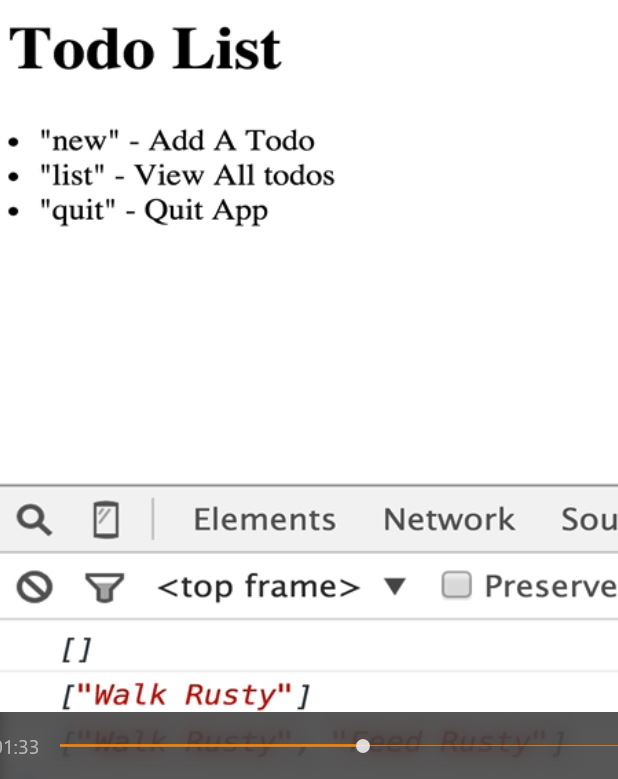 Todo List
"new" - Add A Todo
"list" - View All todos
"quit" - Quit App
Elements Network Sou
<top frame> ▼ Preserve
[]
["Walk Rusty"]
01:33 ["Walk Rusty", "Feed Rusty"]